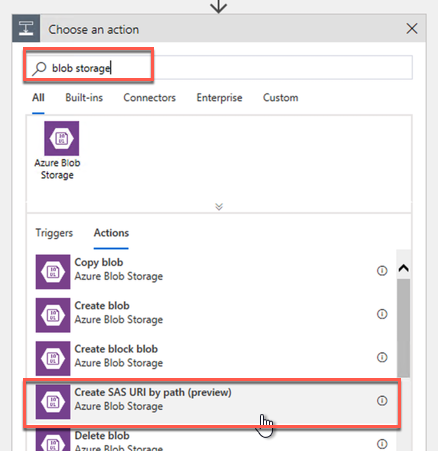 Choose an action
blob storage
All Built-ins Connectors Enterprise Custom
Azure Blob
Storage
Triggers Actions
Copy blob
Azure Blob Storage
Create blob
Azure Blob Storage
Create block blob
Azure Blob Storage
Create SAS URI by path (preview)
Azure Blob Storage
Delete blob
Azure Blob Storage